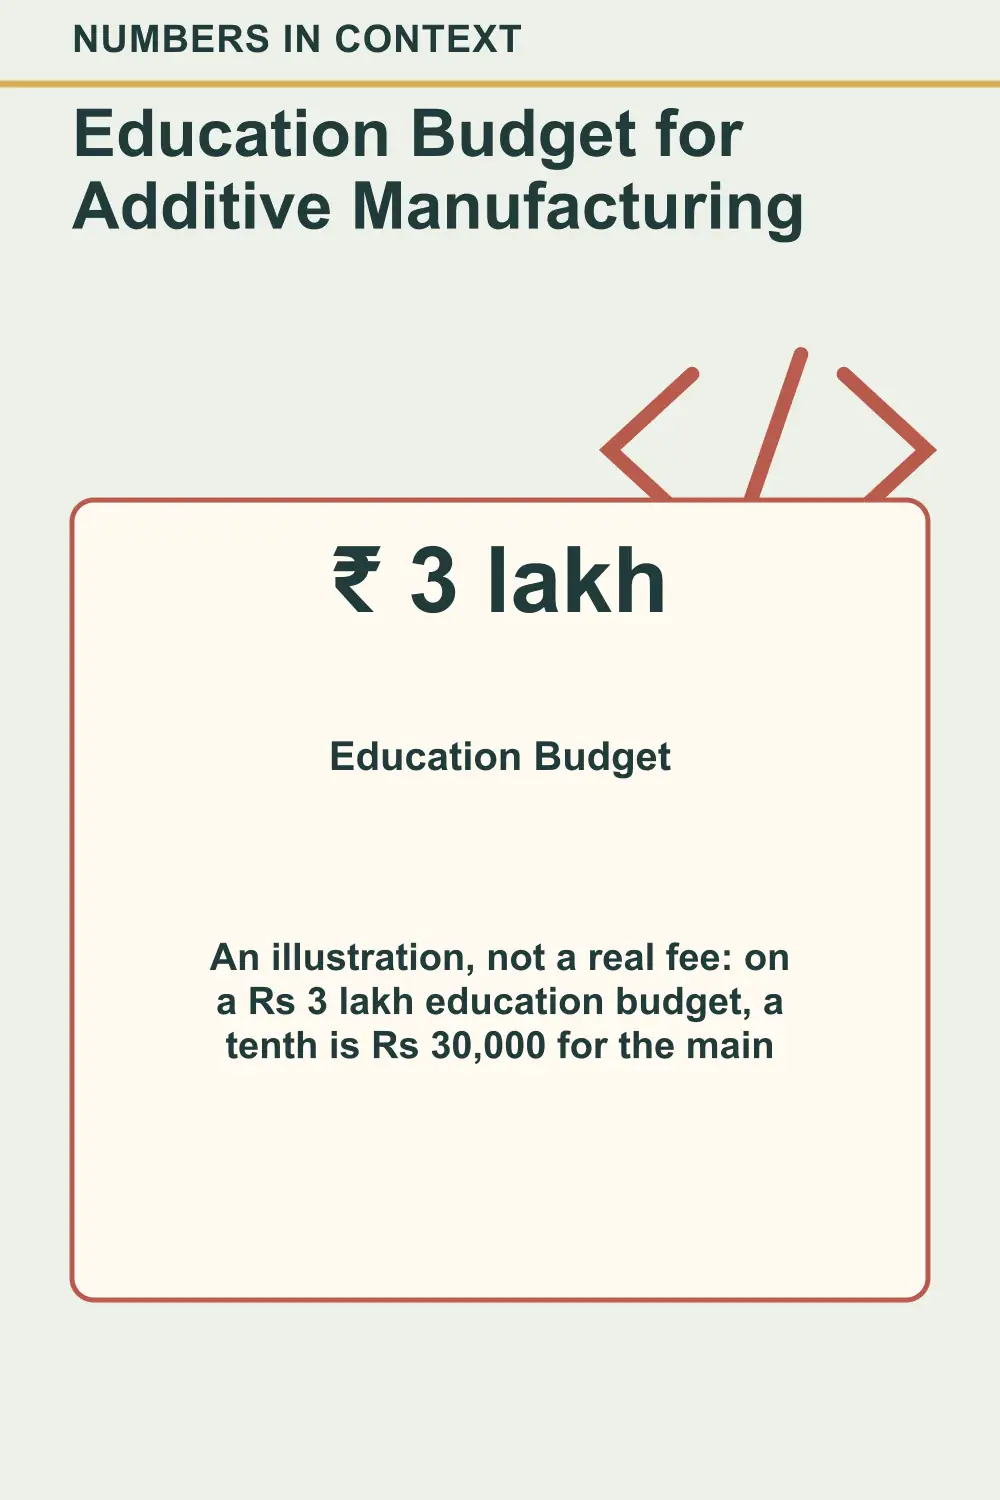 NUMBERS IN CONTEXT
Education Budget for
Additive Manufacturing
₹ 3 lakh
Education Budget
An illustration, not a real fee: on
a Rs 3 lakh education budget, a
tenth is Rs 30,000 for the main